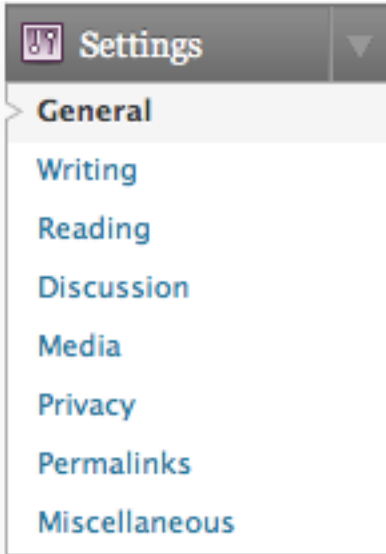 Settings
General
Writing
Reading
Discussion
Media
Privacy
Permalinks
Miscellaneous